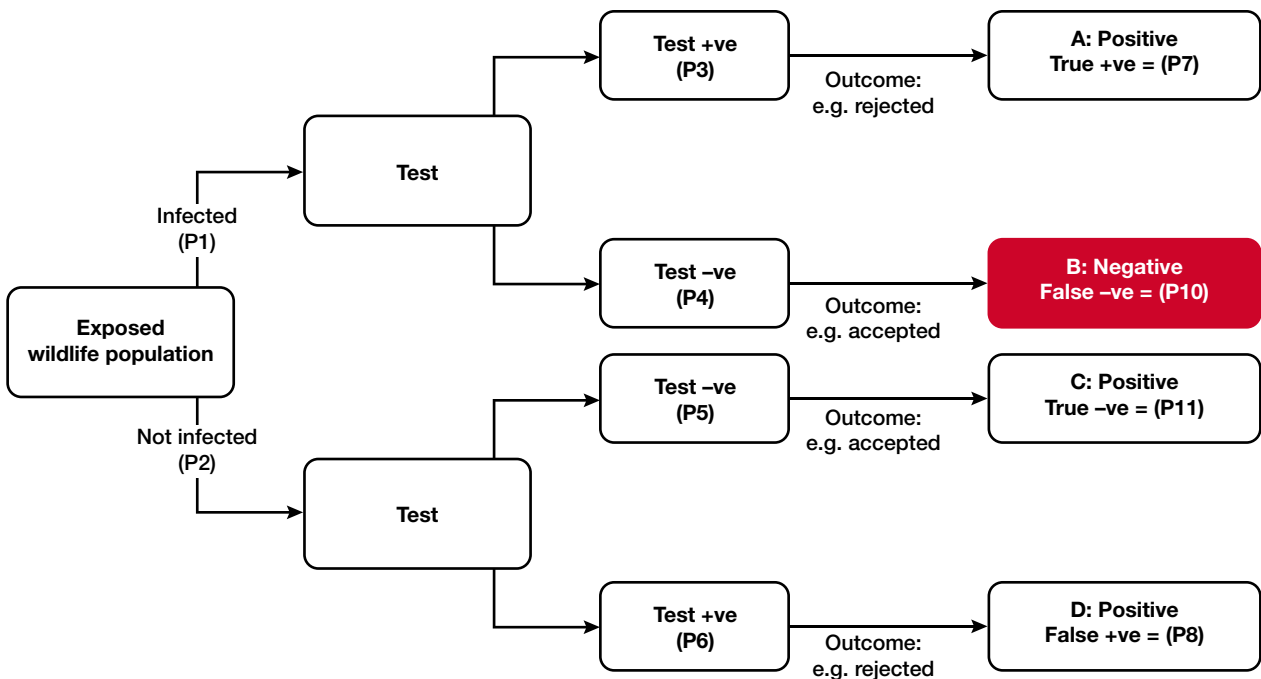 Exposed
wildlife population
Infected
(P1)
Not infected
(P2)
Test
Test
Test +ve
(P3)
Outcome:
e.g. rejected
A: Positive
True +ve = (P7)
Test –ve
(P4)
Outcome:
e.g. accepted
B: Negative
False –ve = (P10)
Test –ve
(P5)
Outcome:
e.g. accepted
C: Positive
True –ve = (P11)
Test +ve
(P6)
Outcome:
e.g. rejected
D: Positive
False +ve = (P8)